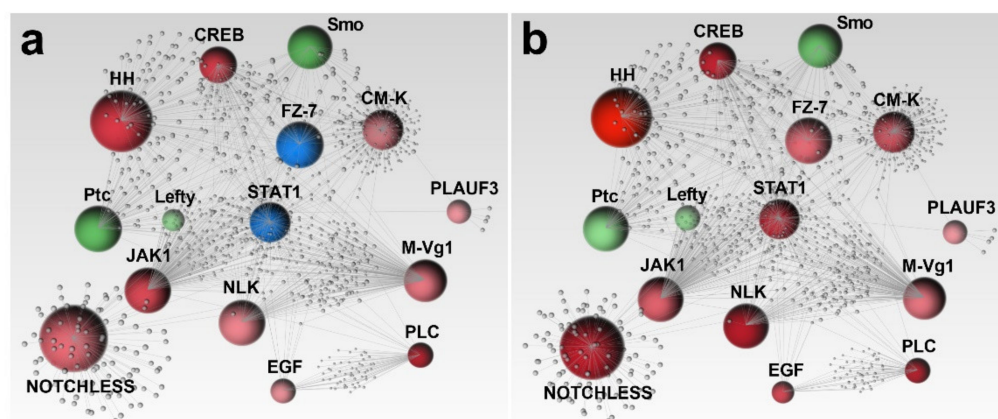 a
Smo
CREB
HH
FZ-7
CM-K
Ptc
Lefty
STAT1
PLAUF3
JAK1
M-Vg1
NLK
PLC
EGF
NOTCHLESS
b
Smo
CREB
HH
FZ-7
CM-K
Ptc
Lefty
STAT1
PLAUF3
JAK1
M-Vg1
NLK
PLC
EGF
NOTCHLESS